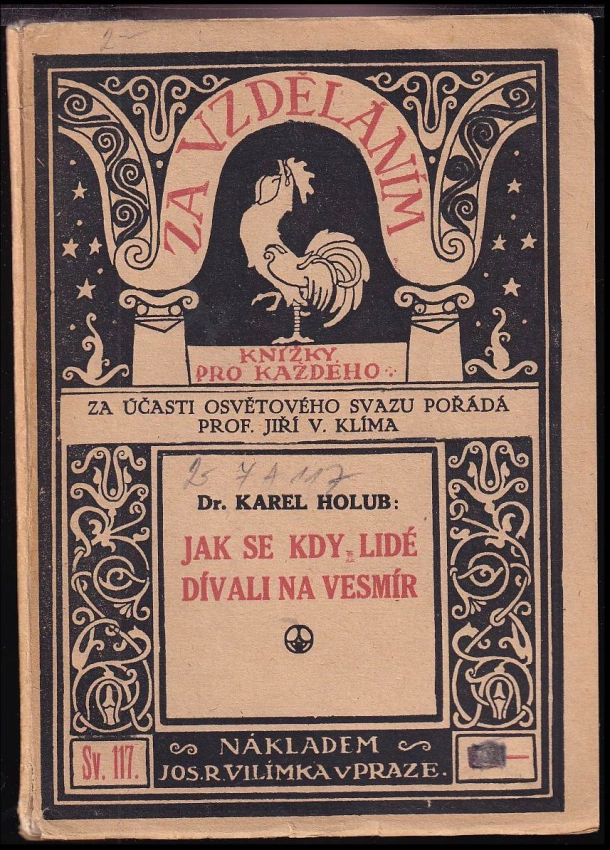 ZA VZDĚLÁNÍM
KNÍŽKY
PRO KAŽDÉHO
ZA ÚČASTI OSVĚTOVÉHO SVAZU POŘÁDÁ
PROF. JIŘÍ V. KLÍMA
Dr. KAREL HOLUB:
JAK SE KDY LIDÉ
DÍVALI NA VESMÍR
Sv. 117.
NÁKLADEM
JOS. R. VILÍMKA V PRAZE.